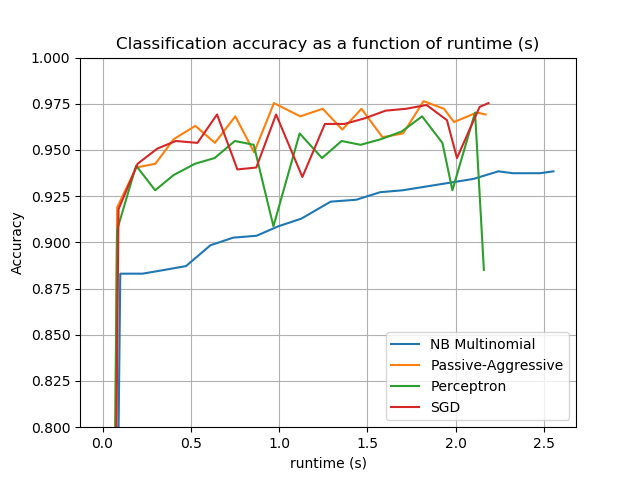 Classification accuracy as a function of runtime (s)
1.000
0.975
0.950
0.925
0.900
0.875
0.850
0.825
0.800
Accuracy
NB Multinomial
Passive-Aggressive
Perceptron
SGD
0.0 0.5 1.0 1.5 2.0 2.5
runtime (s)